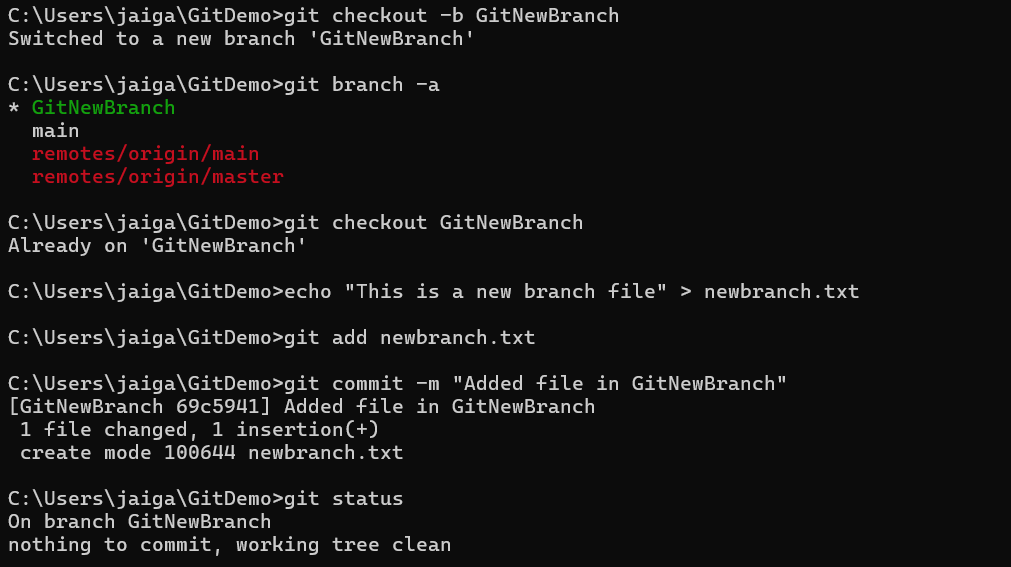 C:\Users\jaiga\GitDemo>git checkout -b GitNewBranch
Switched to a new branch 'GitNewBranch'
C:\Users\jaiga\GitDemo>git branch -a
* GitNewBranch
  main
  remotes/origin/main
  remotes/origin/master
C:\Users\jaiga\GitDemo>git checkout GitNewBranch
Already on 'GitNewBranch'
C:\Users\jaiga\GitDemo>echo "This is a new branch file" > newbranch.txt
C:\Users\jaiga\GitDemo>git add newbranch.txt
C:\Users\jaiga\GitDemo>git commit -m "Added file in GitNewBranch"
[GitNewBranch 69c5941] Added file in GitNewBranch
 1 file changed, 1 insertion(+)
 create mode 100644 newbranch.txt
C:\Users\jaiga\GitDemo>git status
On branch GitNewBranch
nothing to commit, working tree clean